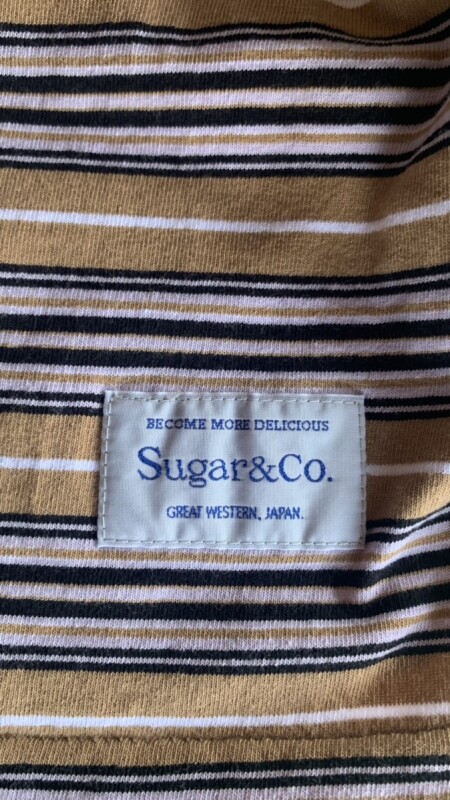 BECOME MORE DELICIOUS
Sugar&Co.
GREAT WESTERN, JAPAN.